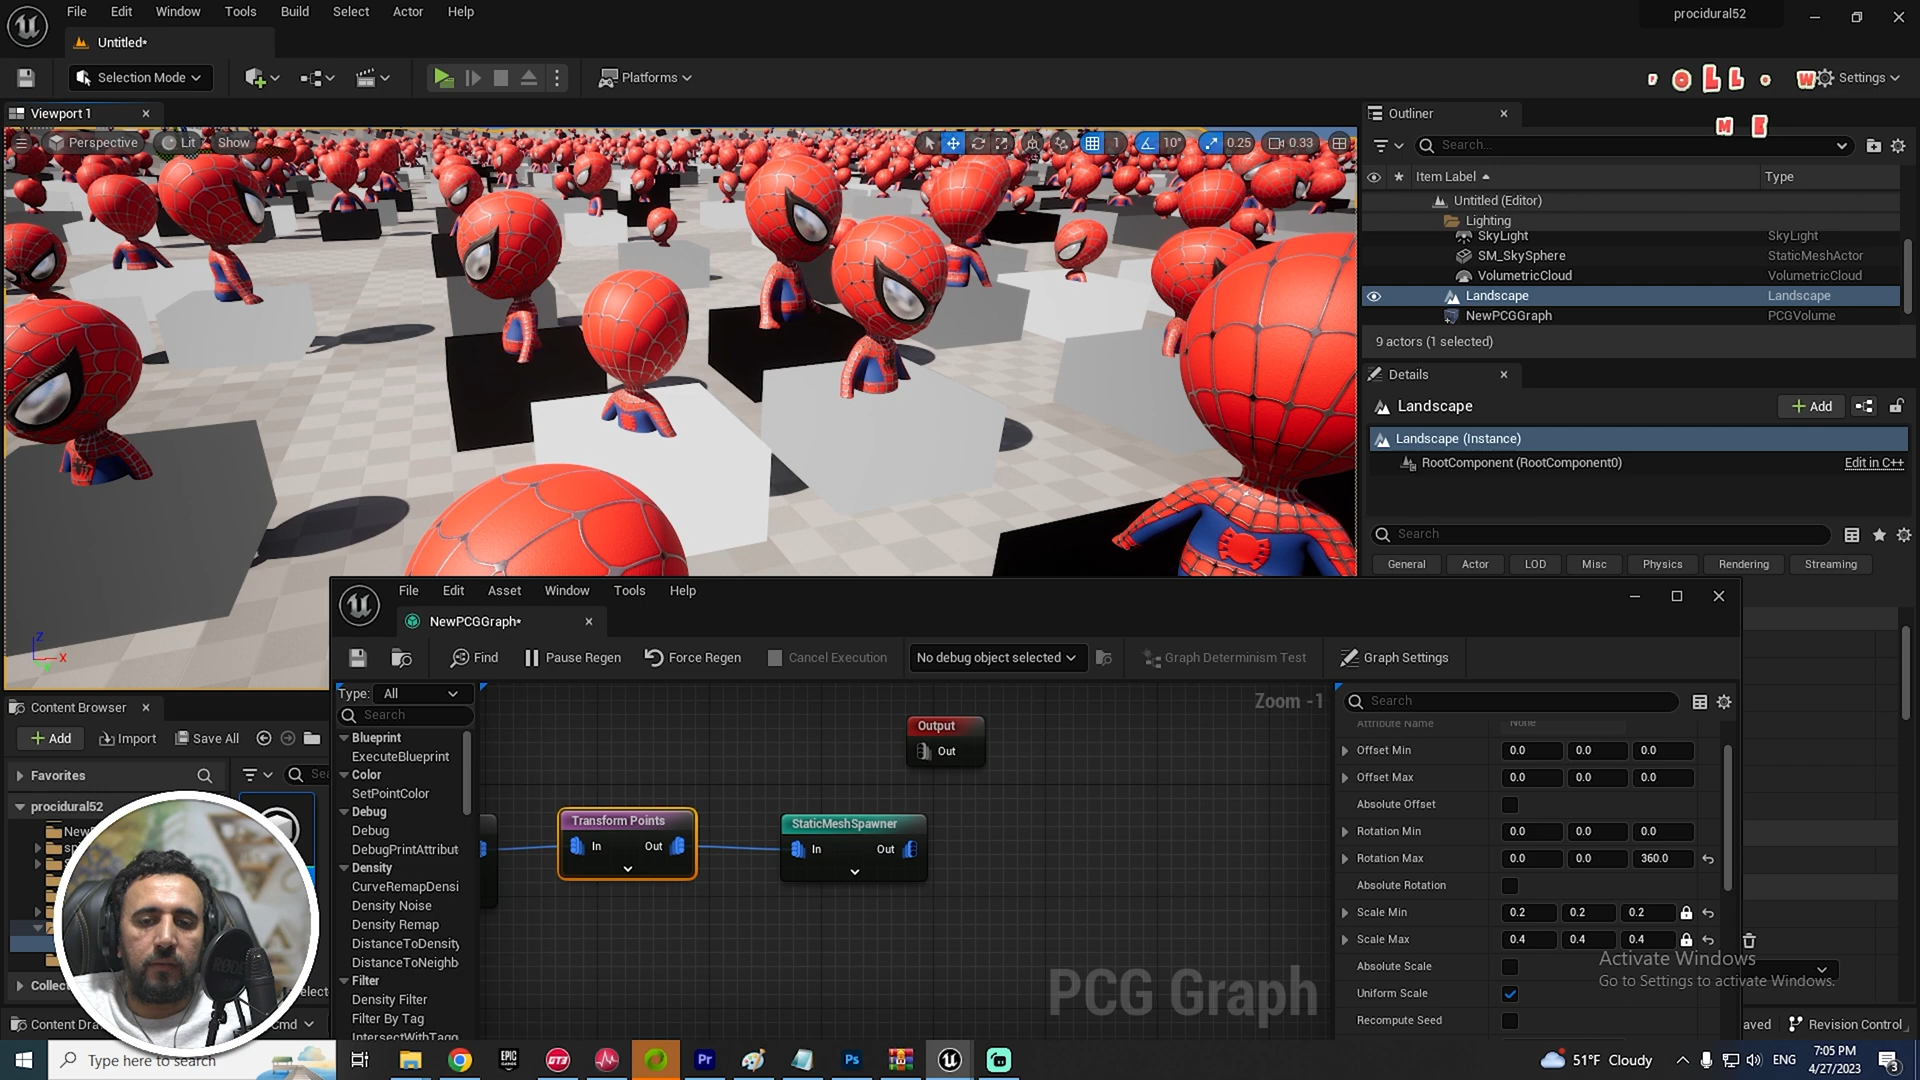 File Edit Window Tools Build Select Actor Help
procidural52
Untitled*
Selection Mode
Platforms
FOLLOW
Settings
ME
Viewport 1
Perspective Lit Show
1 10° 0.25 0.33
Outliner
Search...
Item Label Type
Untitled (Editor)
Lighting
SkyLight SkyLight
SM_SkySphere StaticMeshActor
VolumetricCloud VolumetricCloud
Landscape Landscape
NewPCGGraph PCGVolume
9 actors (1 selected)
Details
Landscape
Add
Landscape (Instance)
RootComponent (RootComponent0) Edit in C++
Search
General Actor LOD Misc Physics Rendering Streaming
File Edit Asset Window Tools Help
NewPCGGraph*
Find Pause Regen Force Regen Cancel Execution No debug object selected Graph Determinism Test Graph Settings
Type: All
Search
Blueprint
ExecuteBlueprint
Color
SetPointColor
Debug
Debug
DebugPrintAttribut
Density
CurveRemapDensi
Density Noise
Density Remap
DistanceToDensity
DistanceToNeighb
Filter
Density Filter
Filter By Tag
IntersectWithTagg
Zoom -1
Output
Out
Transform Points
In Out
StaticMeshSpawner
In Out
PCG Graph
Search
Attribute Name None
Offset Min 0.0 0.0 0.0
Offset Max 0.0 0.0 0.0
Absolute Offset
Rotation Min 0.0 0.0 0.0
Rotation Max 0.0 0.0 360.0
Absolute Rotation
Scale Min 0.2 0.2 0.2
Scale Max 0.4 0.4 0.4
Absolute Scale
Uniform Scale
Recompute Seed
Activate Windows
Go to Settings to activate Windows.
Content Browser
Add Import Save All
Favorites
procidural52
Content Dra
Cmd
Revision Control
Type here to search
51°F Cloudy
ENG
7:05 PM
4/27/2023
3